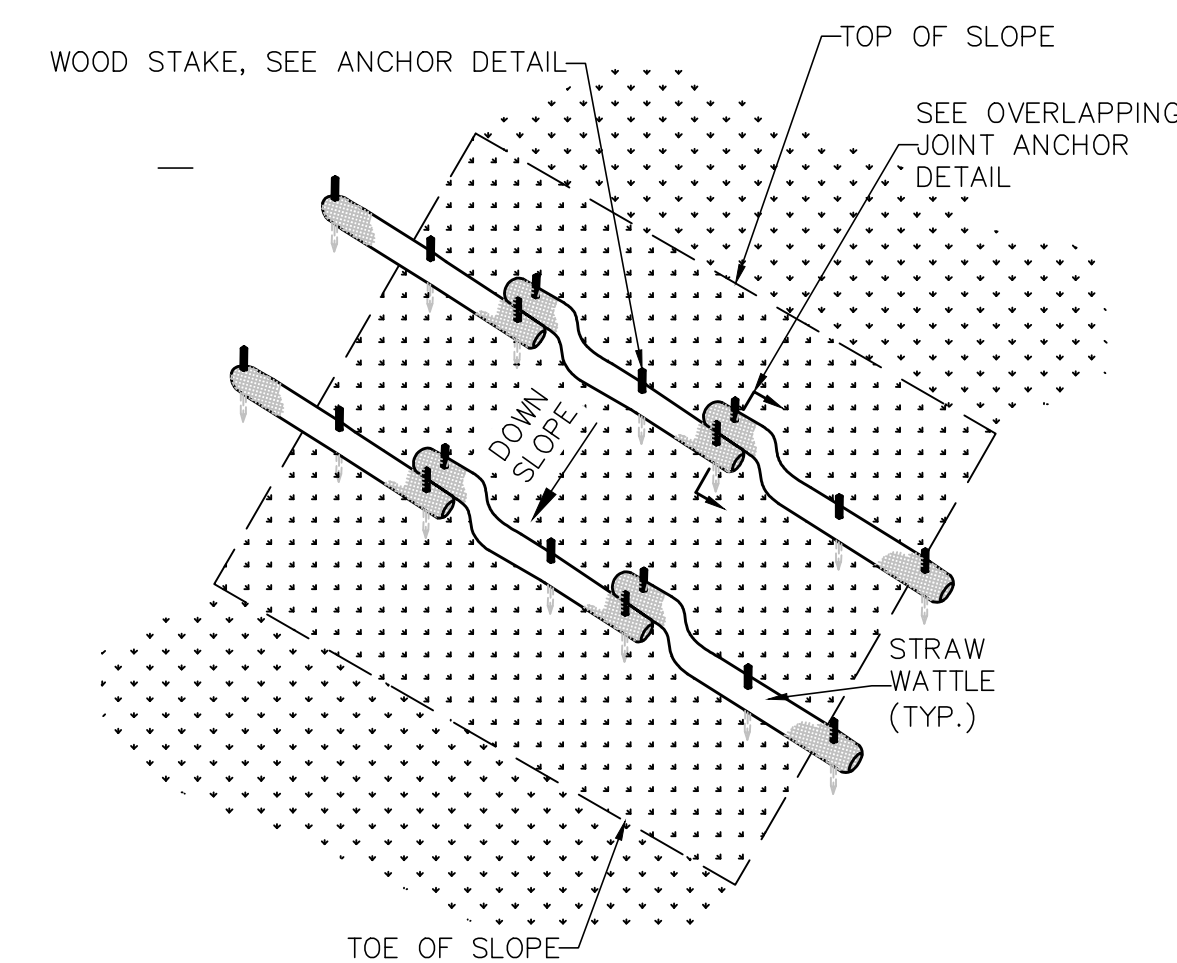 TOP OF SLOPE
WOOD STAKE, SEE ANCHOR DETAIL
SEE OVERLAPPING
JOINT ANCHOR
DETAIL
DOWN
SLOPE
STRAW
WATTLE
(TYP.)
TOE OF SLOPE